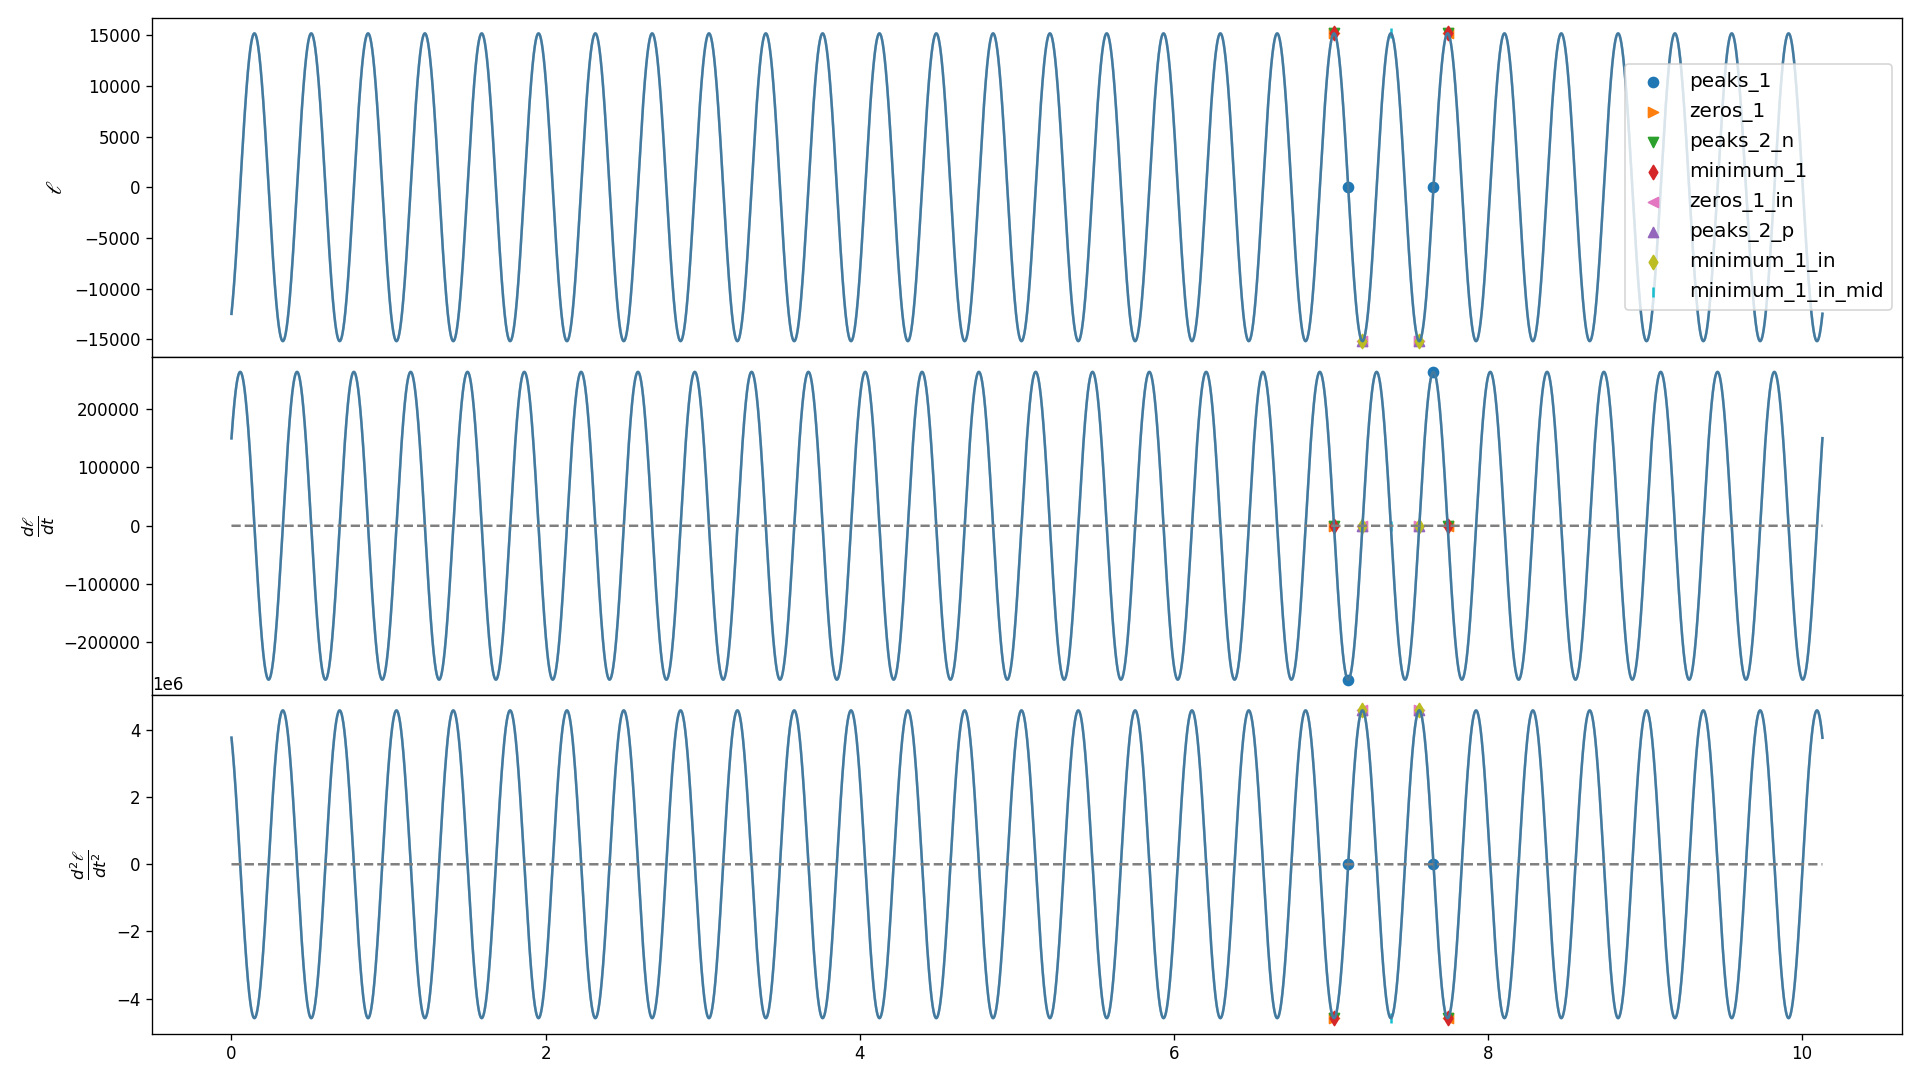 15000
10000
5000
0
−5000
−10000
−15000
ℓ
peaks_1
zeros_1
peaks_2_n
minimum_1
zeros_1_in
peaks_2_p
minimum_1_in
minimum_1_in_mid
200000
100000
0
−100000
−200000
dℓ
dt
1e6
4
2
0
−2
−4
d²ℓ
dt²
0 2 4 6 8 10